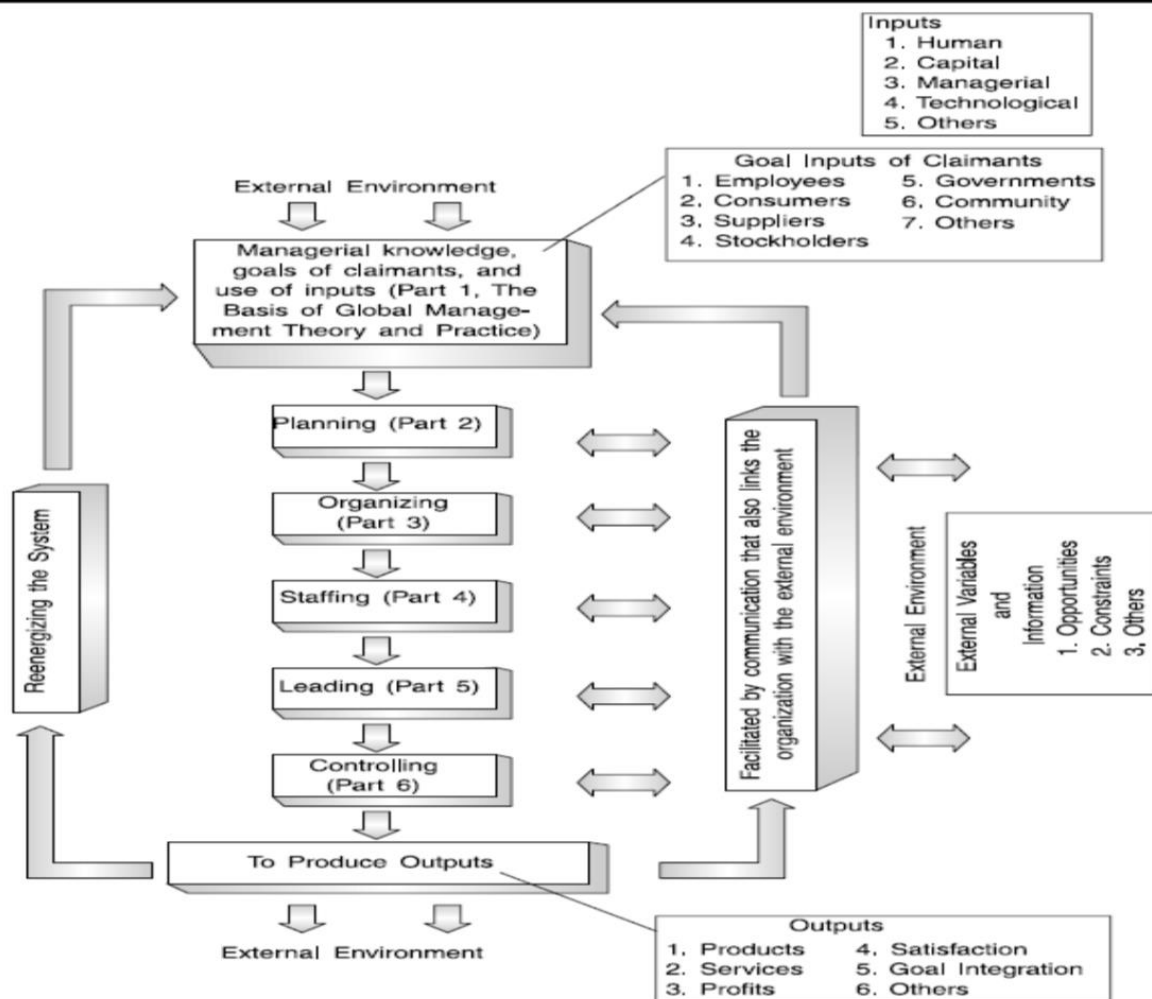 Inputs
1. Human
2. Capital
3. Managerial
4. Technological
5. Others
Goal Inputs of Claimants
1. Employees
2. Consumers
3. Suppliers
4. Stockholders
5. Governments
6. Community
7. Others
External Environment
Managerial knowledge,
goals of claimants, and
use of inputs (Part 1, The
Basis of Global Manage-
ment Theory and Practice)
Planning (Part 2)
Organizing
(Part 3)
Staffing (Part 4)
Leading (Part 5)
Controlling
(Part 6)
To Produce Outputs
External Environment
Reenergizing the System
Facilitated by communication that also links the
organization with the external environment
External Environment
External Variables
and
Information
1. Opportunities
2. Constraints
3, Others
Outputs
1, Products
2. Services
3. Profits
4. Satisfaction
5. Goal Integration
6. Others